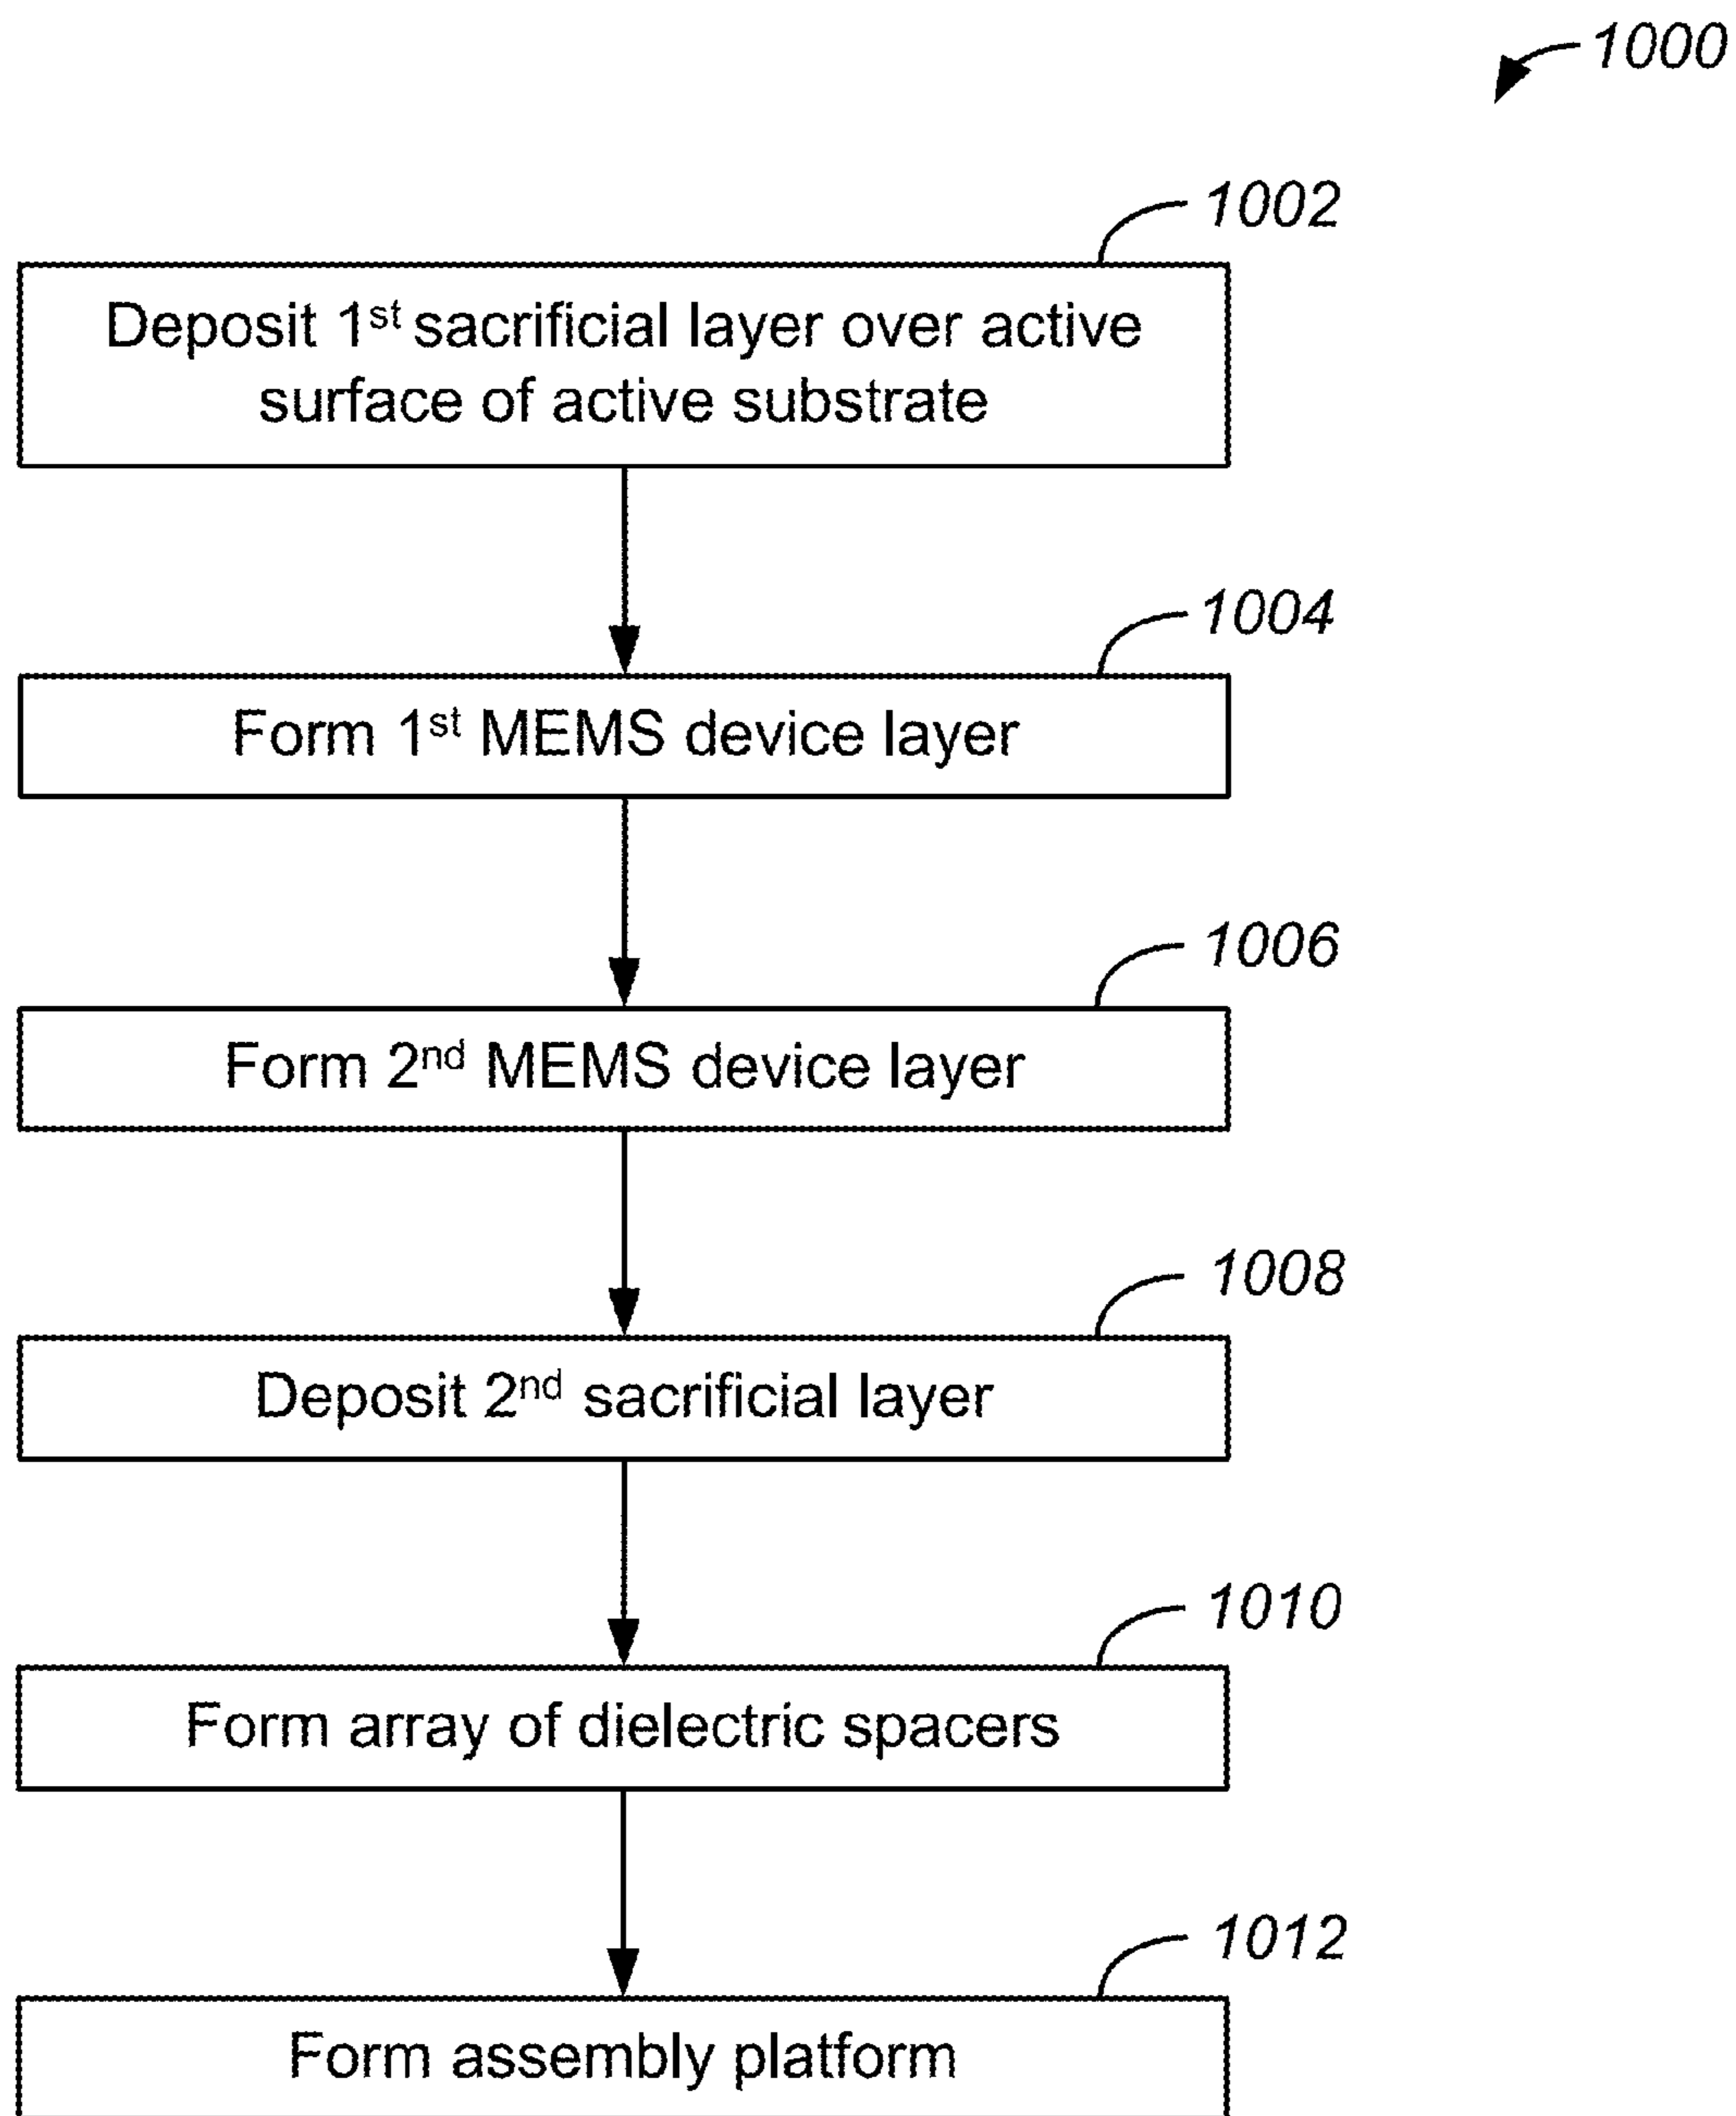 1000
1002
Deposit 1st sacrificial layer over active
surface of active substrate
1004
Form 1st MEMS device layer
1006
Form 2nd MEMS device layer
1008
Deposit 2nd sacrificial layer
1010
Form array of dielectric spacers
1012
Form assembly platform